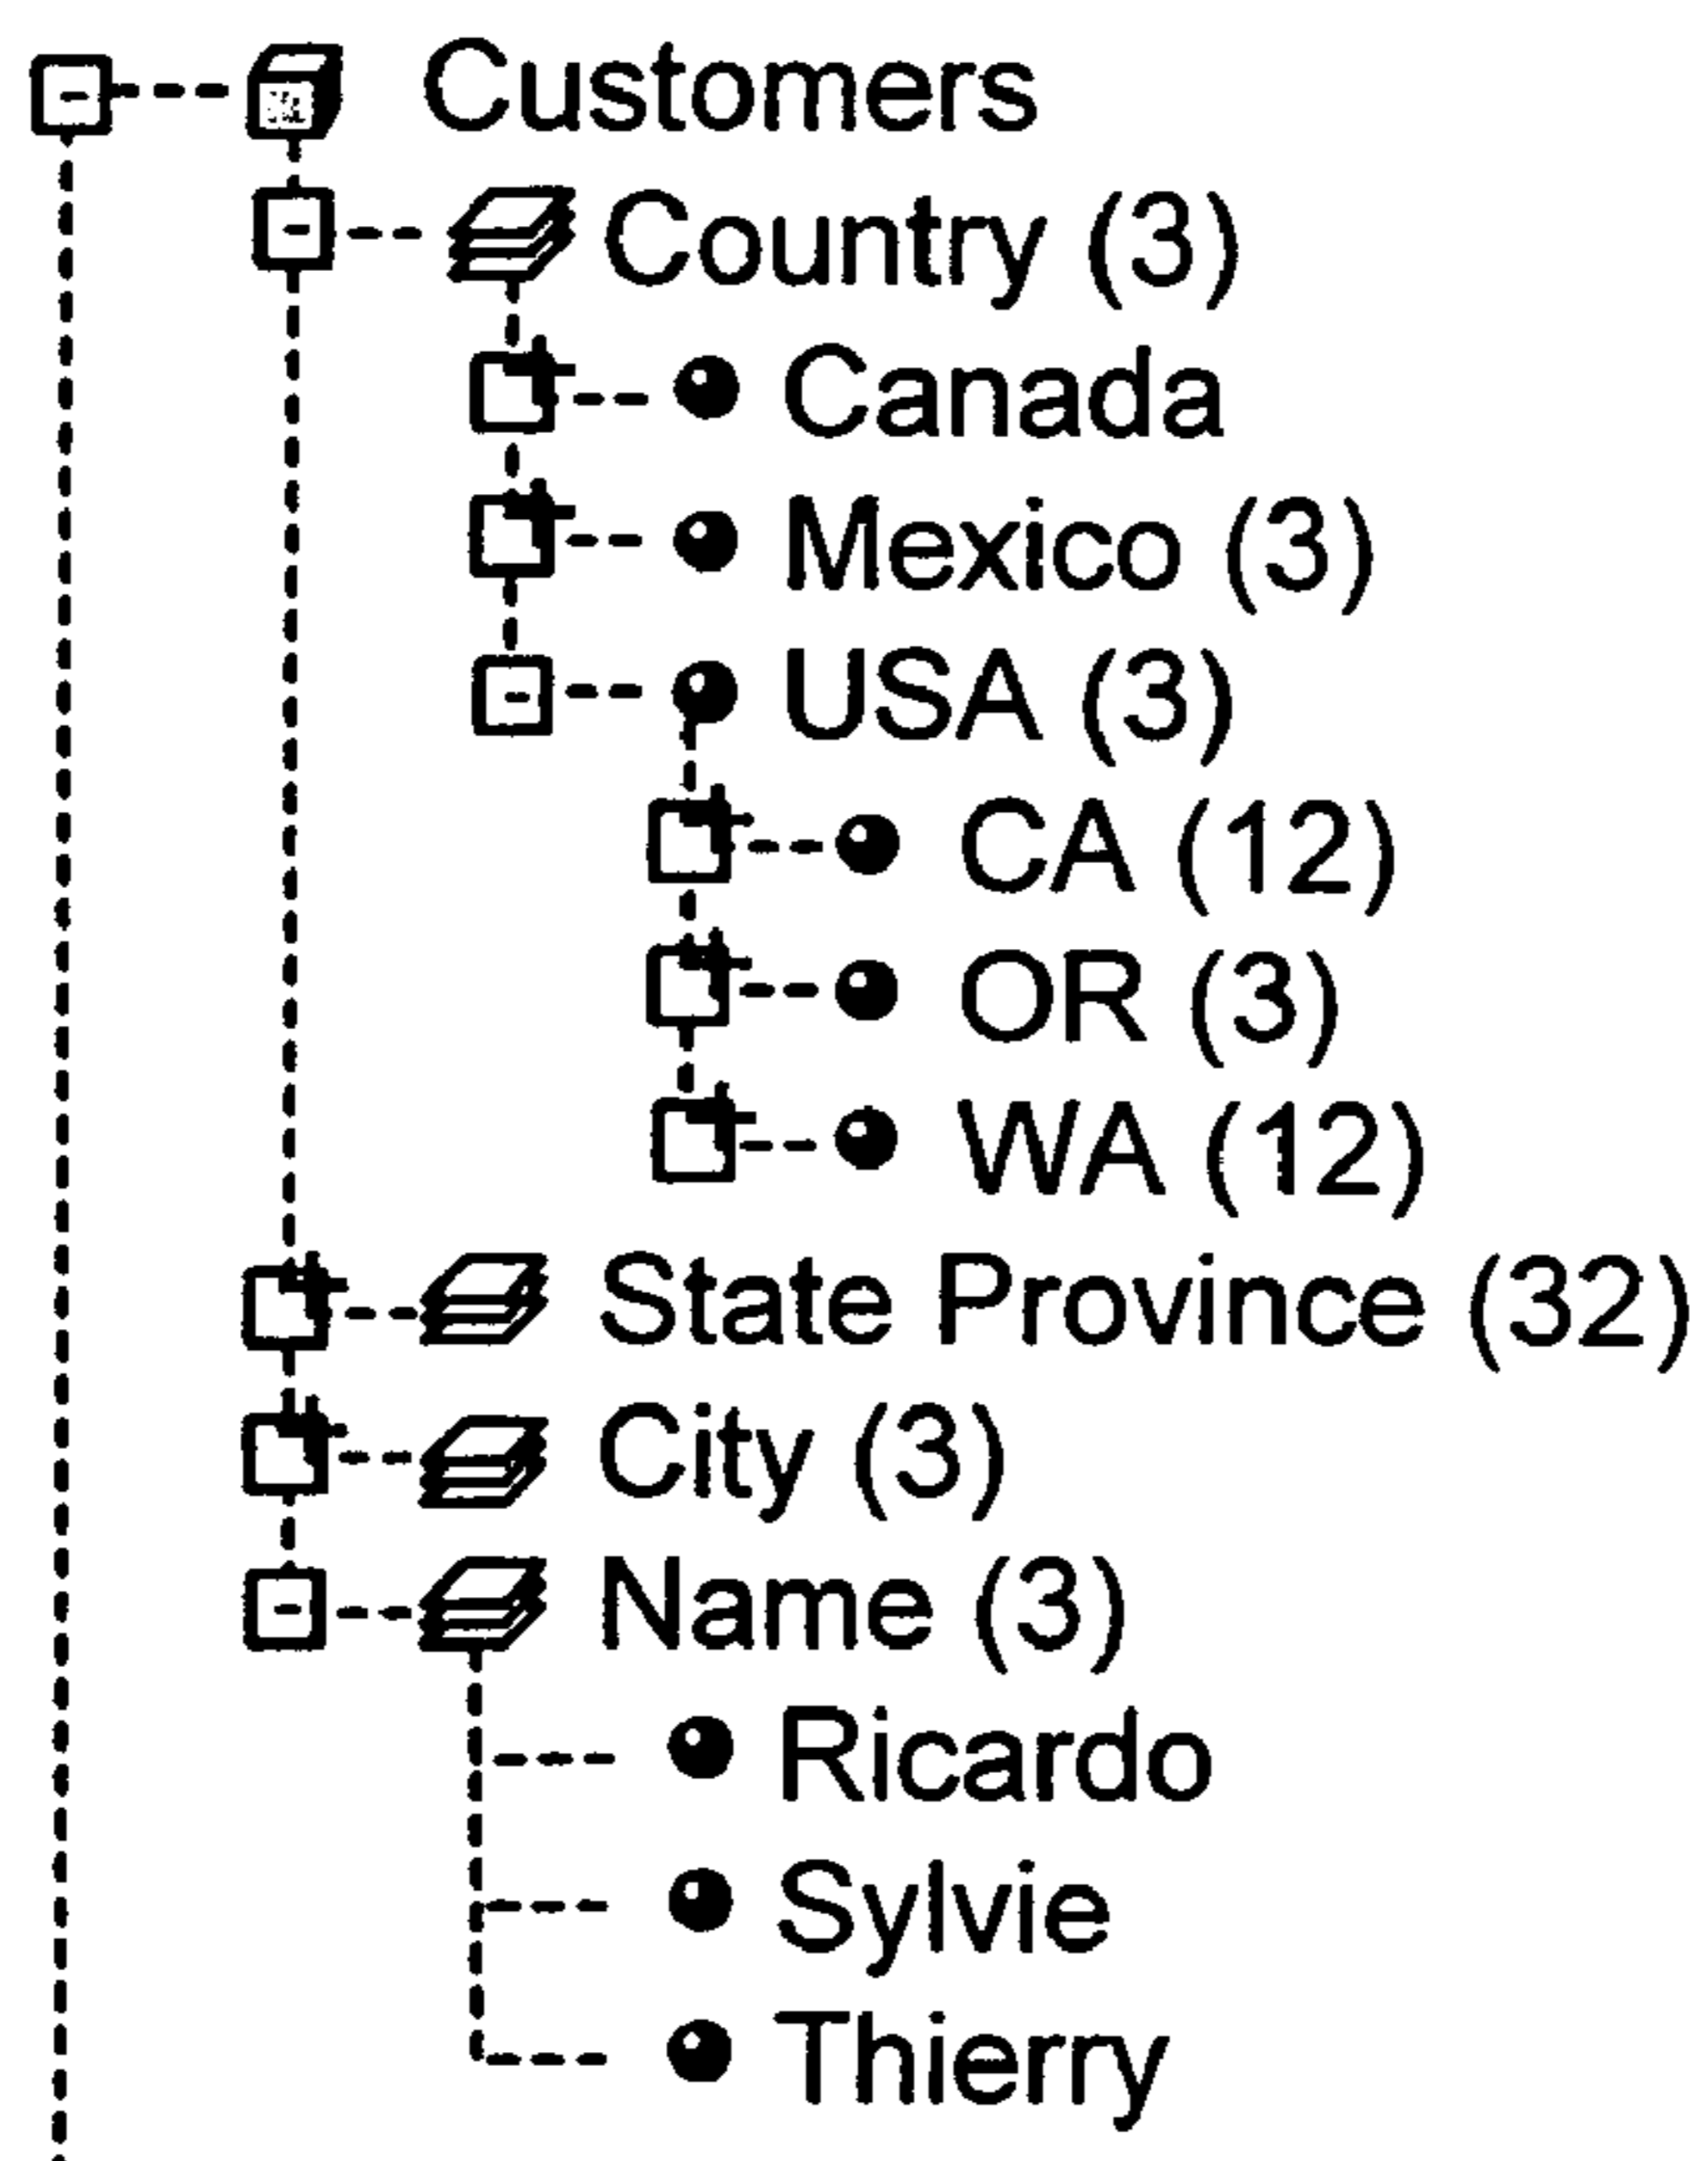 Customers
Country (3)
Canada
Mexico (3)
USA (3)
CA (12)
OR (3)
WA (12)
State Province (32)
City (3)
Name (3)
Ricardo
Sylvie
Thierry